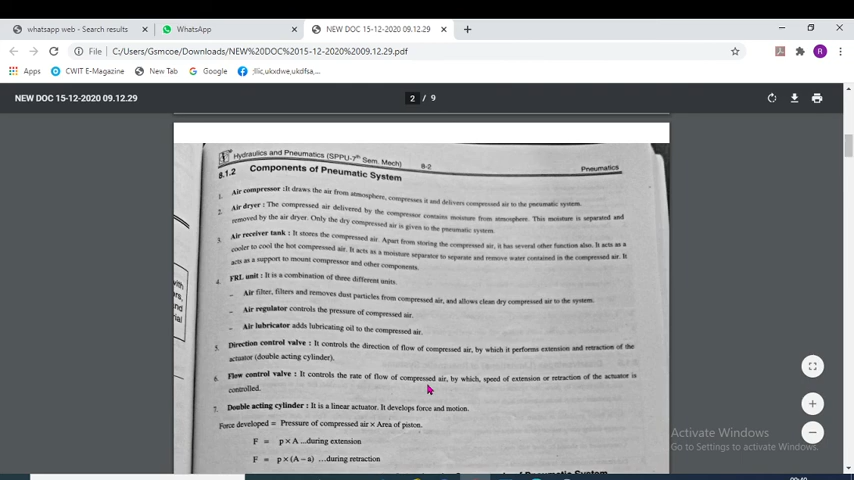 whatsapp web - Search results
WhatsApp
NEW DOC 15-12-2020 09.12.29
File
C:/Users/Gsmcoe/Downloads/NEW%20DOC%2015-12-2020%2009.12.29.pdf
Apps
CWIT E-Magazine
New Tab
Google
;llic,ukxdwe,ukdfsa,...
NEW DOC 15-12-2020 09.12.29
2 / 9
Hydraulics and Pneumatics (SPPU-7th Sem. Mech)
8-2
Pneumatics
8.1.2 Components of Pneumatic System
1. Air compressor : It draws the air from atmosphere, compresses it and delivers compressed air to the pneumatic system.
2. Air dryer : The compressed air delivered by the compressor contains moisture from atmosphere. This moisture is separated and
removed by the air dryer. Only the dry compressed air is given to the pneumatic system.
3. Air receiver tank : It stores the compressed air. Apart from storing the compressed air, it has several other function also. It acts as a
cooler to cool the hot compressed air. It acts as a moisture separator to separate and remove water contained in the compressed air. It
acts as a support to mount compressor and other components.
4. FRL unit : It is a combination of three different units.
– Air filter, filters and removes dust particles from compressed air, and allows clean dry compressed air to the system.
– Air regulator controls the pressure of compressed air.
– Air lubricator adds lubricating oil to the compressed air.
5. Direction control valve : It controls the direction of flow of compressed air, by which it performs extension and retraction of the
actuator (double acting cylinder).
6. Flew control valve : It controls the rate of flow of compressed air, by which, speed of extension or retraction of the actuator is
controlled.
7. Double acting cylinder : It is a linear actuator. It develops force and motion.
Force developed = Pressure of compressed air × Area of piston.
F = p × A ...during extension
F = p × (A – a) ...during retraction
of Pneumatic System
with
ers,
and
rial
Activate Windows
Go to Settings to activate Windows.